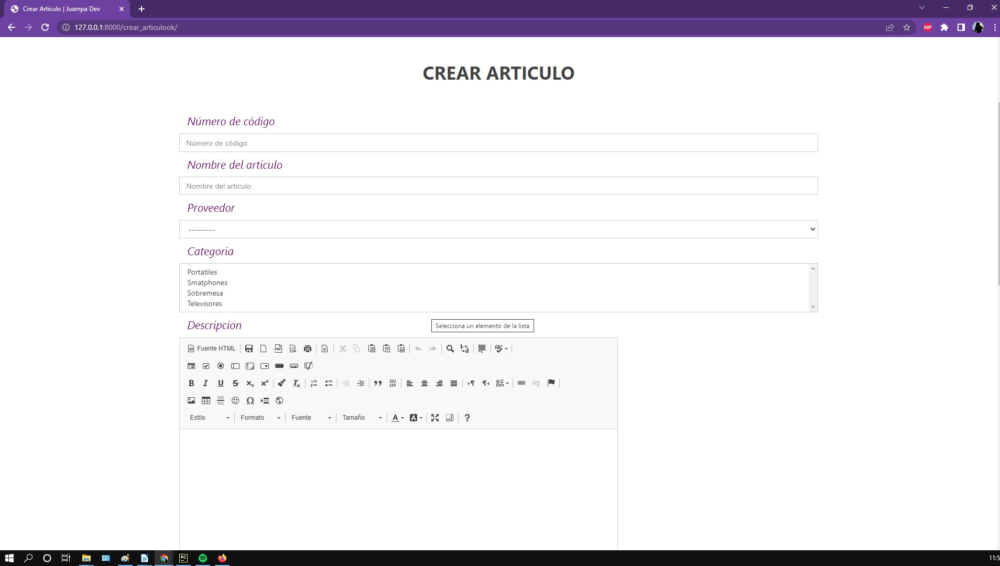 Crear Articulo | Juampa Dev
127.0.0.1:8000/crear_articulook/
ABP
CREAR ARTICULO
Número de código
Número de código
Nombre del articulo
Nombre del articulo
Proveedor
---------
Categoria
Portatiles
Smatphones
Sobremesa
Televisores
Descripcion
Selecciona un elemento de la lista
Fuente HTML
Estilo Formato Fuente Tamaño
11:5